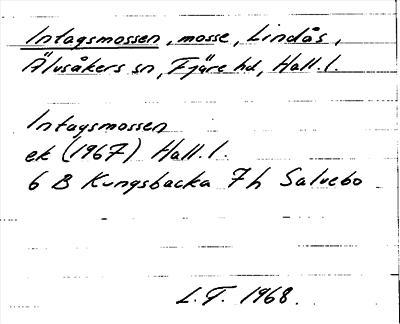 Intagsmossen, mosse, Lindås,
Älvsåkers sn, Fjäre hd, Hall. l.
Intagsmossen
ek (1967) Hall. l.
6 B Kungsbacka 7 h Salvebo
L.T. 1968.